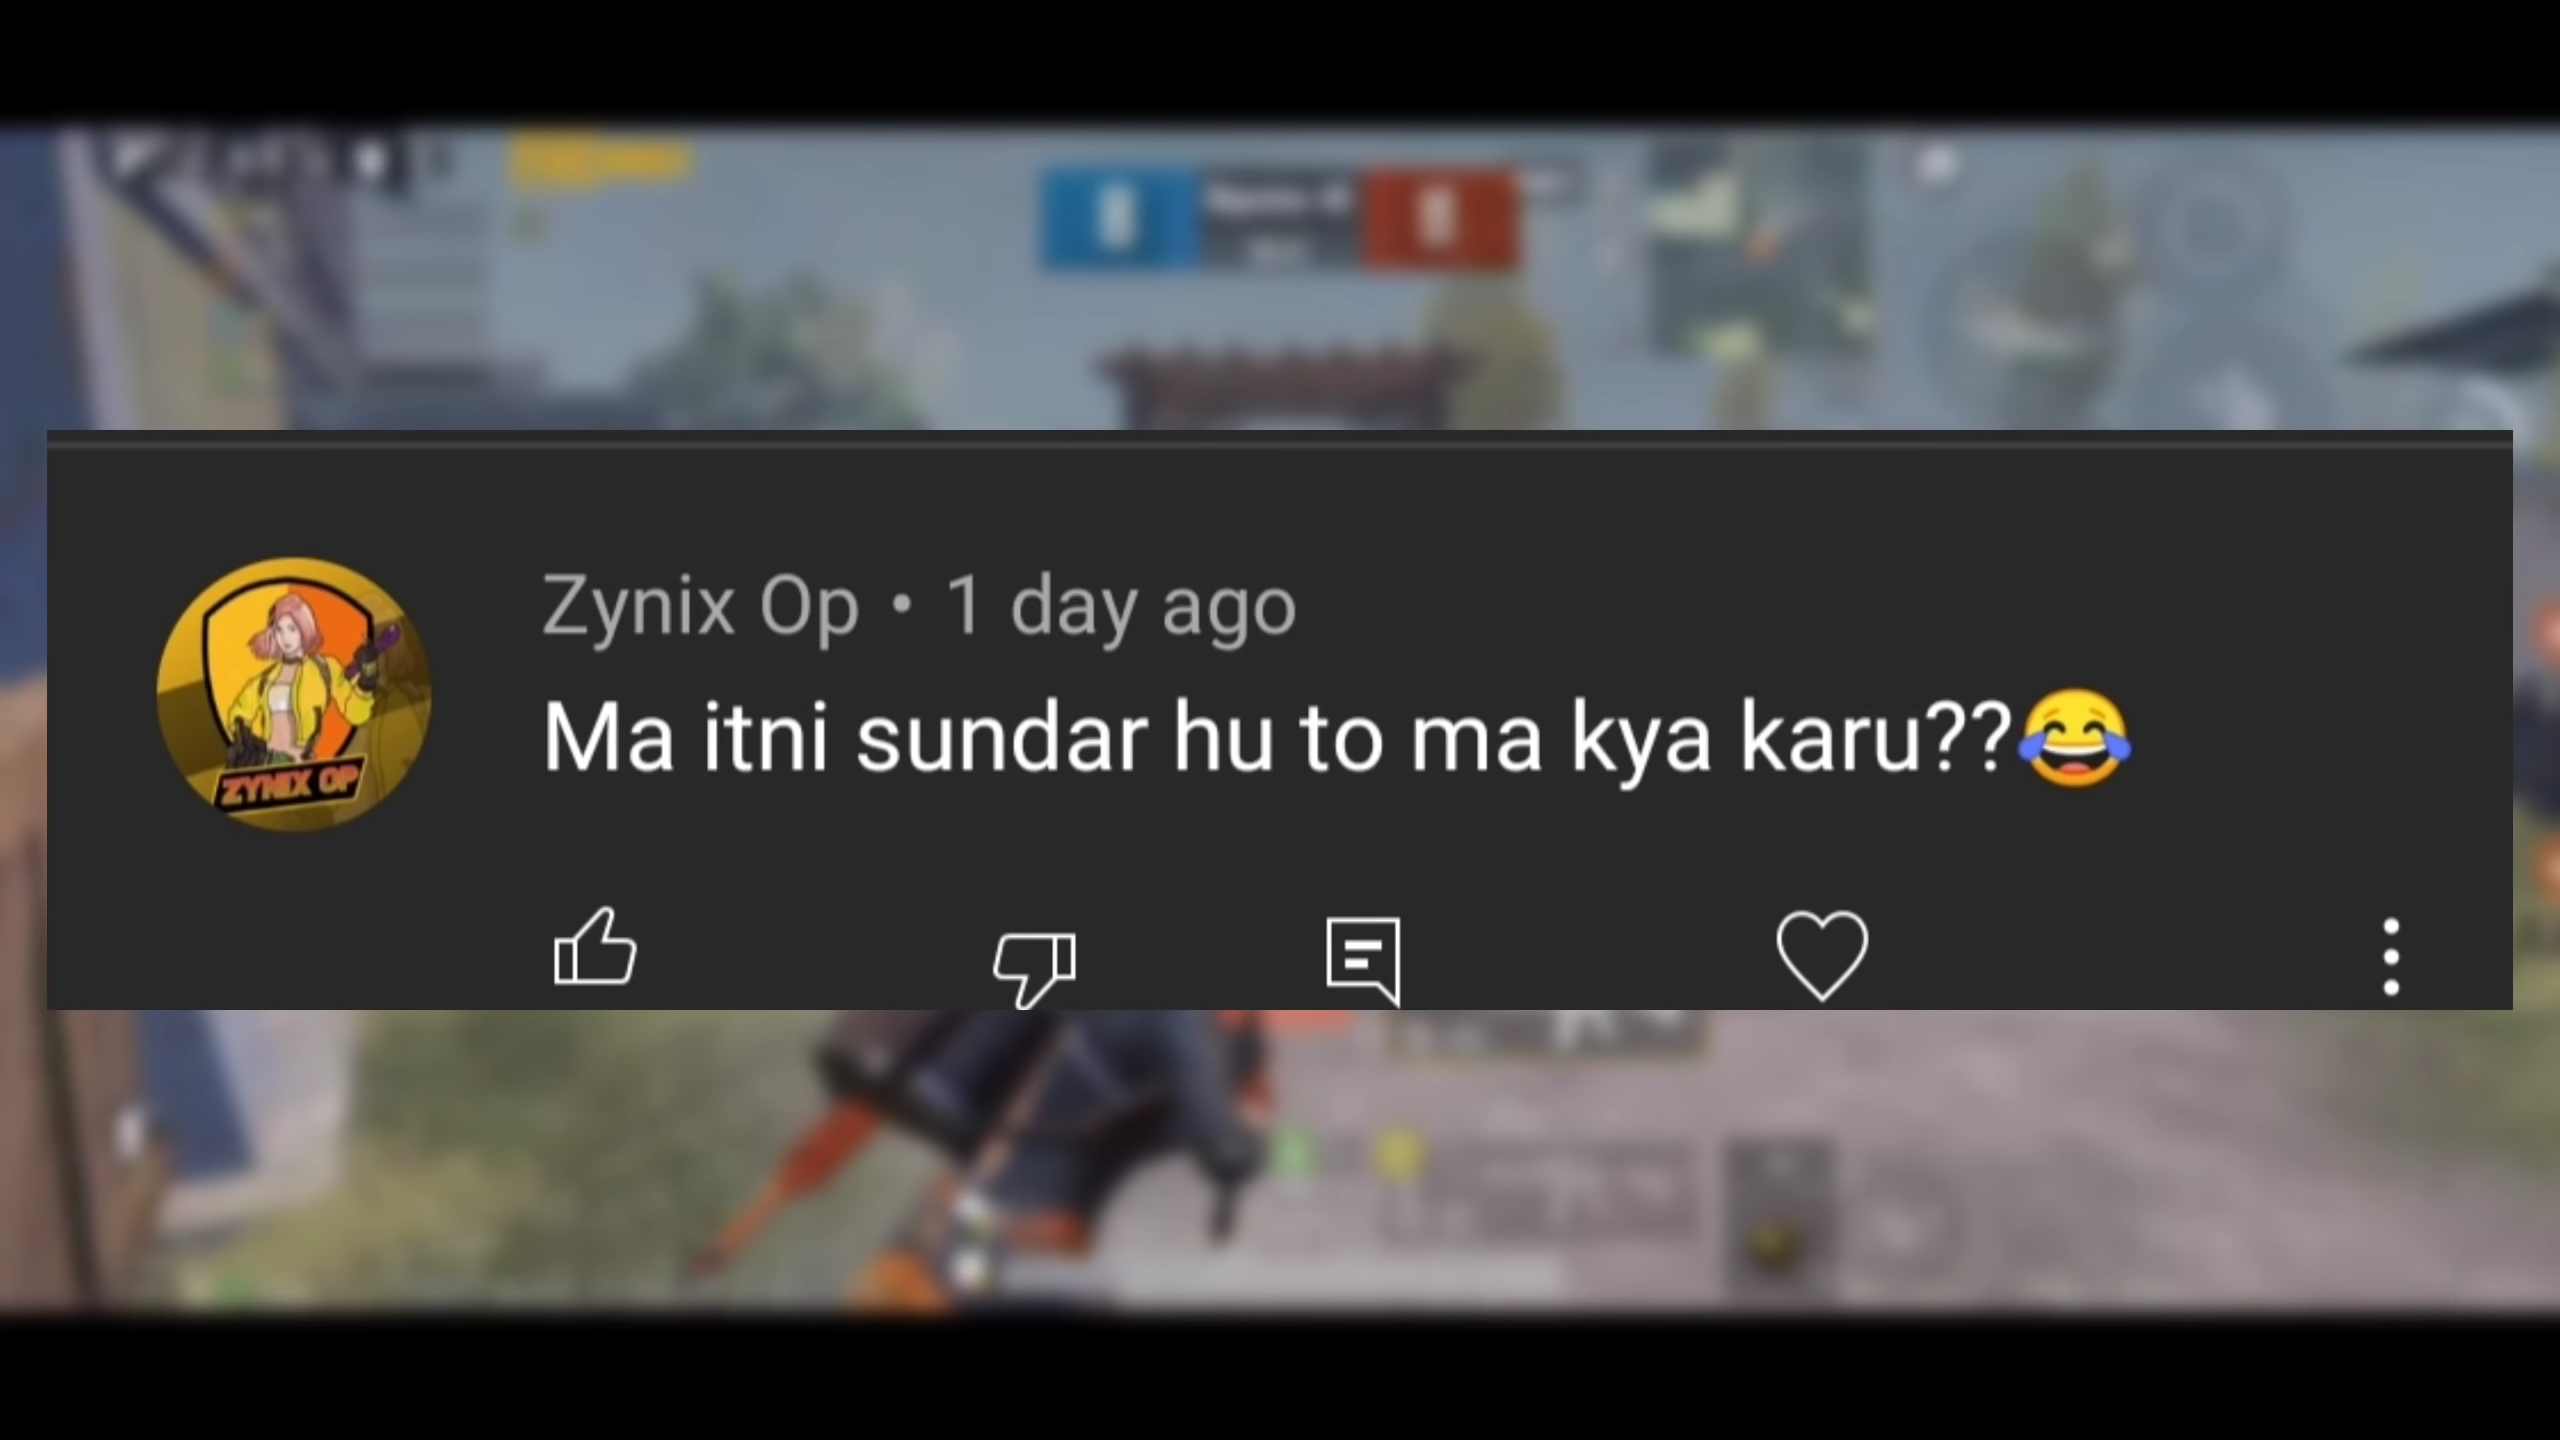 Zynix Op • 1 day ago
Ma itni sundar hu to ma kya karu??😂
ZYNIX OP